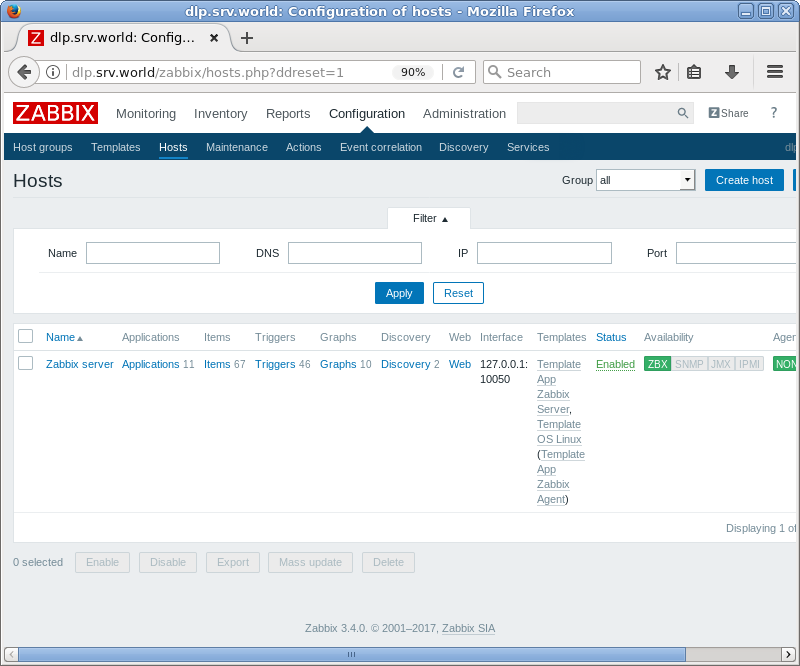 dlp.srv.world: Configuration of hosts - Mozilla Firefox
Z dlp.srv.world: Config... × +
dlp.srv.world/zabbix/hosts.php?ddreset=1 90% Search
ZABBIX Monitoring Inventory Reports Configuration Administration Z Share ?
Host groups Templates Hosts Maintenance Actions Event correlation Discovery Services dlp
Hosts Group all Create host
Filter ▲
Name DNS IP Port
Apply Reset
Name ▲ Applications Items Triggers Graphs Discovery Web Interface Templates Status Availability Agen
Zabbix server Applications 11 Items 67 Triggers 46 Graphs 10 Discovery 2 Web 127.0.0.1: Template Enabled ZBX SNMP JMX IPMI NON
10050 App
Zabbix
Server,
Template
OS Linux
(Template
App
Zabbix
Agent)
Displaying 1 of
0 selected Enable Disable Export Mass update Delete
Zabbix 3.4.0. © 2001–2017, Zabbix SIA